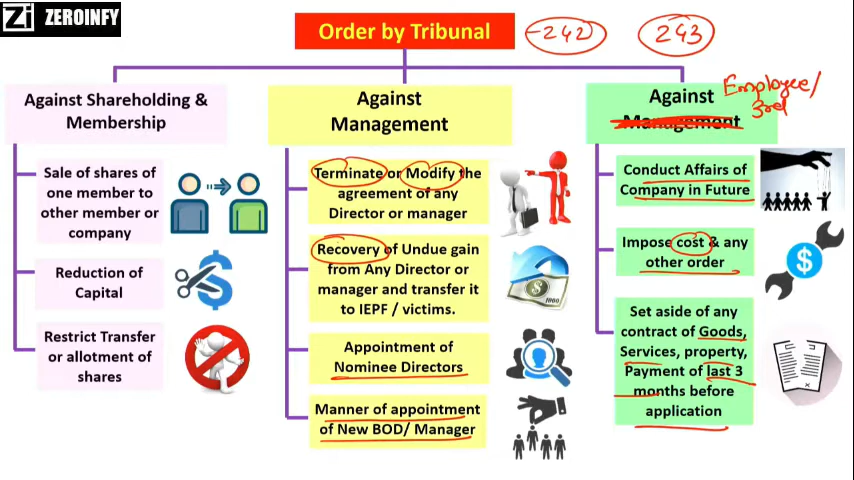 Zi ZEROINFY
Order by Tribunal
242
243
Against Shareholding &
Membership
Sale of shares of
one member to
other member or
company
Reduction of
Capital
Restrict Transfer
or allotment of
shares
Against
Management
Terminate or Modify the
agreement of any
Director or manager
Recovery of Undue gain
from Any Director or
manager and transfer it
to IEPF / victims.
1000
Appointment of
Nominee Directors
Manner of appointment
of New BOD/ Manager
Against
Management
Employee/
3rd
Conduct Affairs of
Company in Future
Impose cost & any
other order
Set aside of any
contract of Goods,
Services, property,
Payment of last 3
months before
application